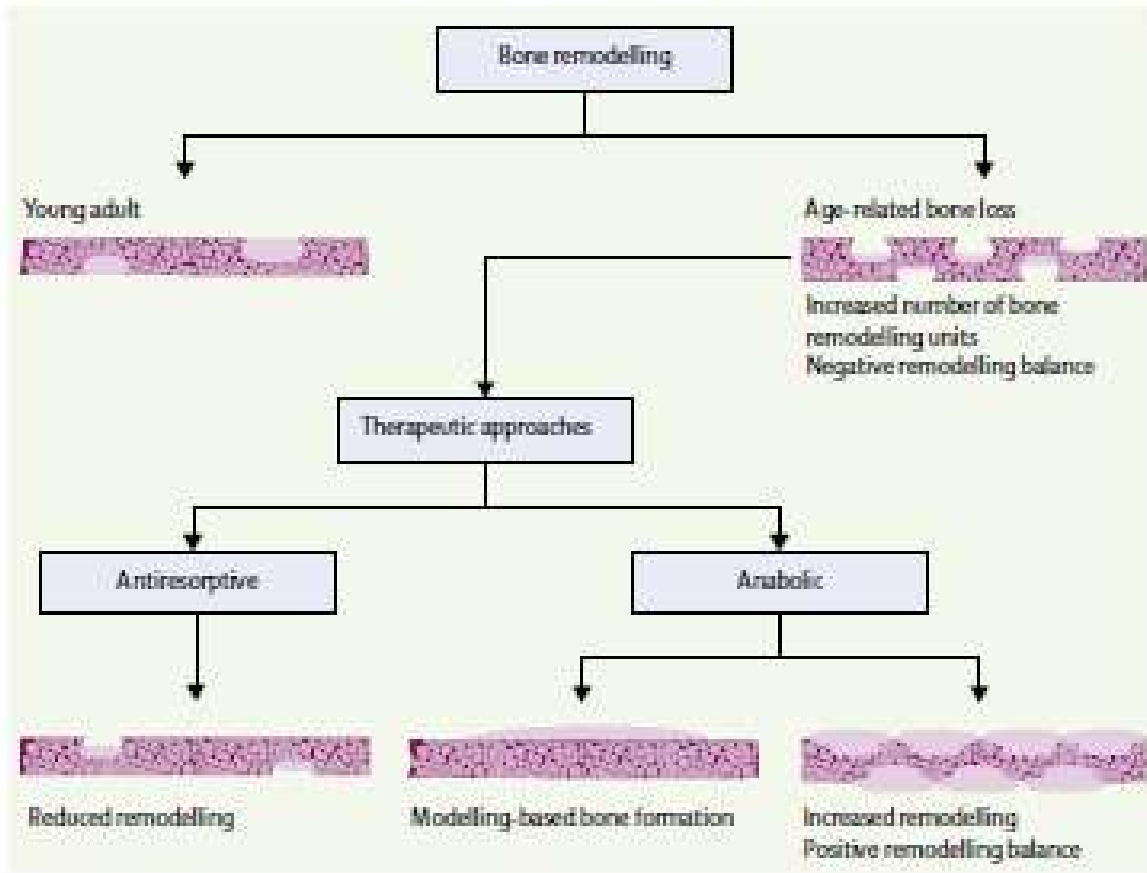 Bone remodelling
Young adult
Age-related bone loss
Increased number of bone
remodelling units
Negative remodelling balance
Therapeutic approaches
Antiresorptive
Anabolic
Reduced remodelling
Modelling-based bone formation
Increased remodelling
Positive remodelling balance